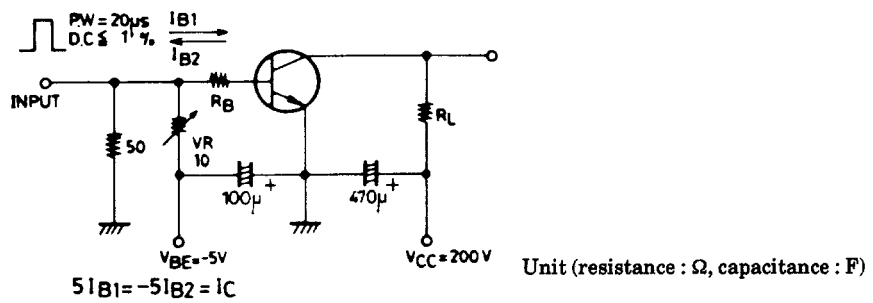 P.W=20µs
D.C≦ 1%
IB1
IB2
INPUT
RB
50
VR
10
RL
100µ +
470µ +
VBE=-5V
VCC=200V
5IB1=-5IB2=IC
Unit (resistance : Ω, capacitance : F)